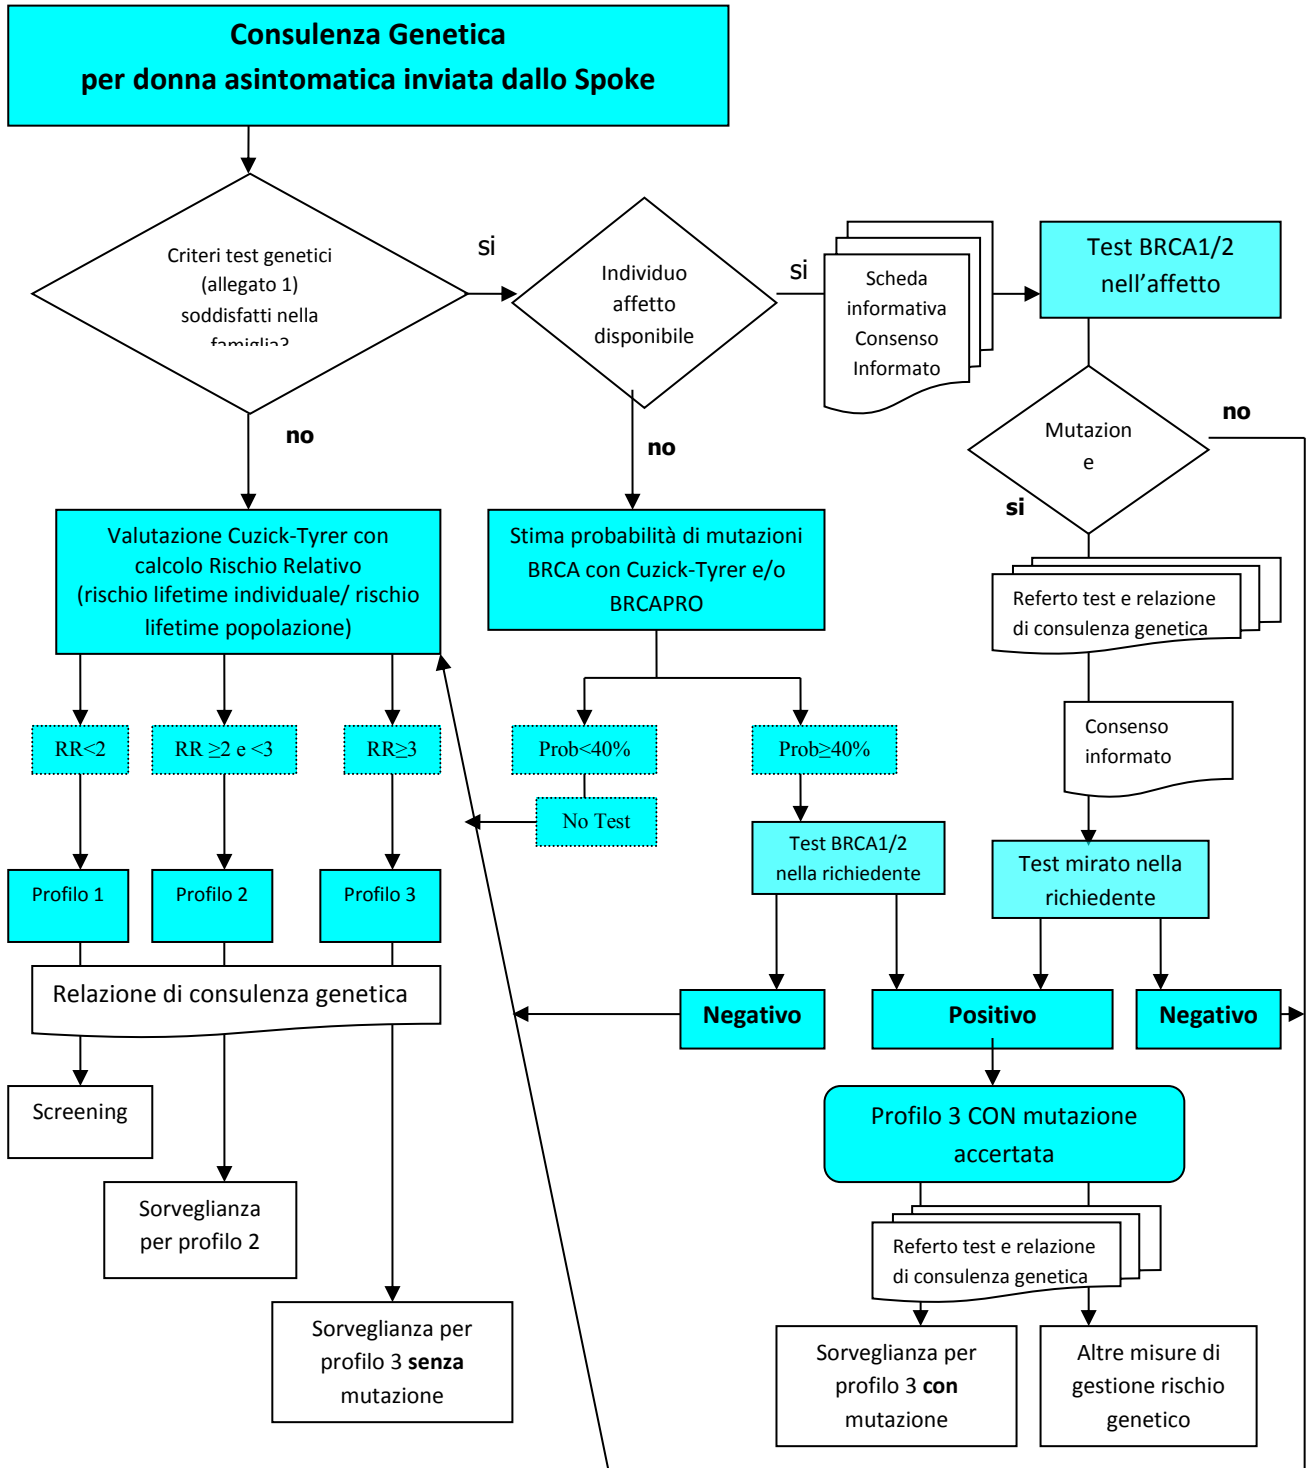 Consulenza Genetica
per donna asintomatica inviata dallo Spoke
Criteri test genetici
(allegato 1)
soddisfatti nella
famiglia?
si
Individuo
affetto
disponibile
si
Scheda
informativa
Consenso
Informato
Test BRCA1/2
nell'affetto
no
no
Mutazion
e
no
si
Valutazione Cuzick-Tyrer con
calcolo Rischio Relativo
(rischio lifetime individuale/ rischio
lifetime popolazione)
Stima probabilità di mutazioni
BRCA con Cuzick-Tyrer e/o
BRCAPRO
Referto test e relazione
di consulenza genetica
RR<2
RR ≥2 e <3
RR≥3
Prob<40%
Prob≥40%
Consenso
informato
No Test
Test BRCA1/2
nella richiedente
Test mirato nella
richiedente
Profilo 1
Profilo 2
Profilo 3
Relazione di consulenza genetica
Negativo
Positivo
Negativo
Screening
Profilo 3 CON mutazione
accertata
Sorveglianza
per profilo 2
Referto test e relazione
di consulenza genetica
Sorveglianza per
profilo 3 senza
mutazione
Sorveglianza per
profilo 3 con
mutazione
Altre misure di
gestione rischio
genetico